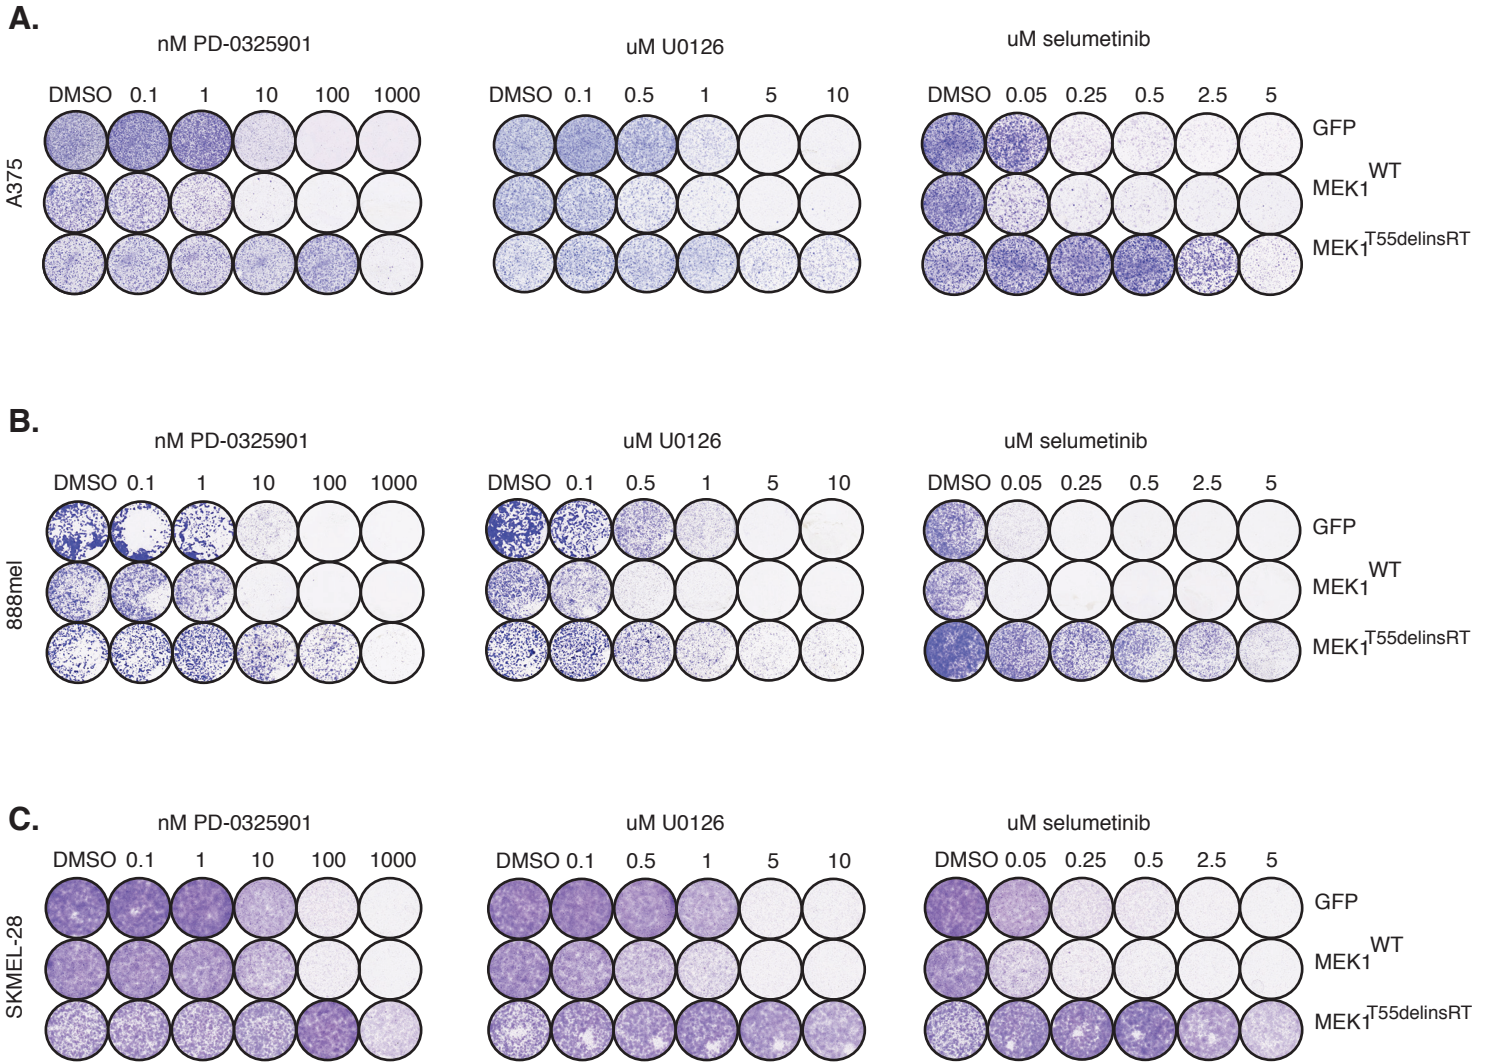 A.
nM PD-0325901
uM U0126
uM selumetinib
DMSO 0.1 1 10 100 1000
DMSO 0.1 0.5 1 5 10
DMSO 0.05 0.25 0.5 2.5 5
A375
GFP
MEK1WT
MEK1T55delinsRT
B.
nM PD-0325901
uM U0126
uM selumetinib
DMSO 0.1 1 10 100 1000
DMSO 0.1 0.5 1 5 10
DMSO 0.05 0.25 0.5 2.5 5
888mel
GFP
MEK1WT
MEK1T55delinsRT
C.
nM PD-0325901
uM U0126
uM selumetinib
DMSO 0.1 1 10 100 1000
DMSO 0.1 0.5 1 5 10
DMSO 0.05 0.25 0.5 2.5 5
SKMEL-28
GFP
MEK1WT
MEK1T55delinsRT